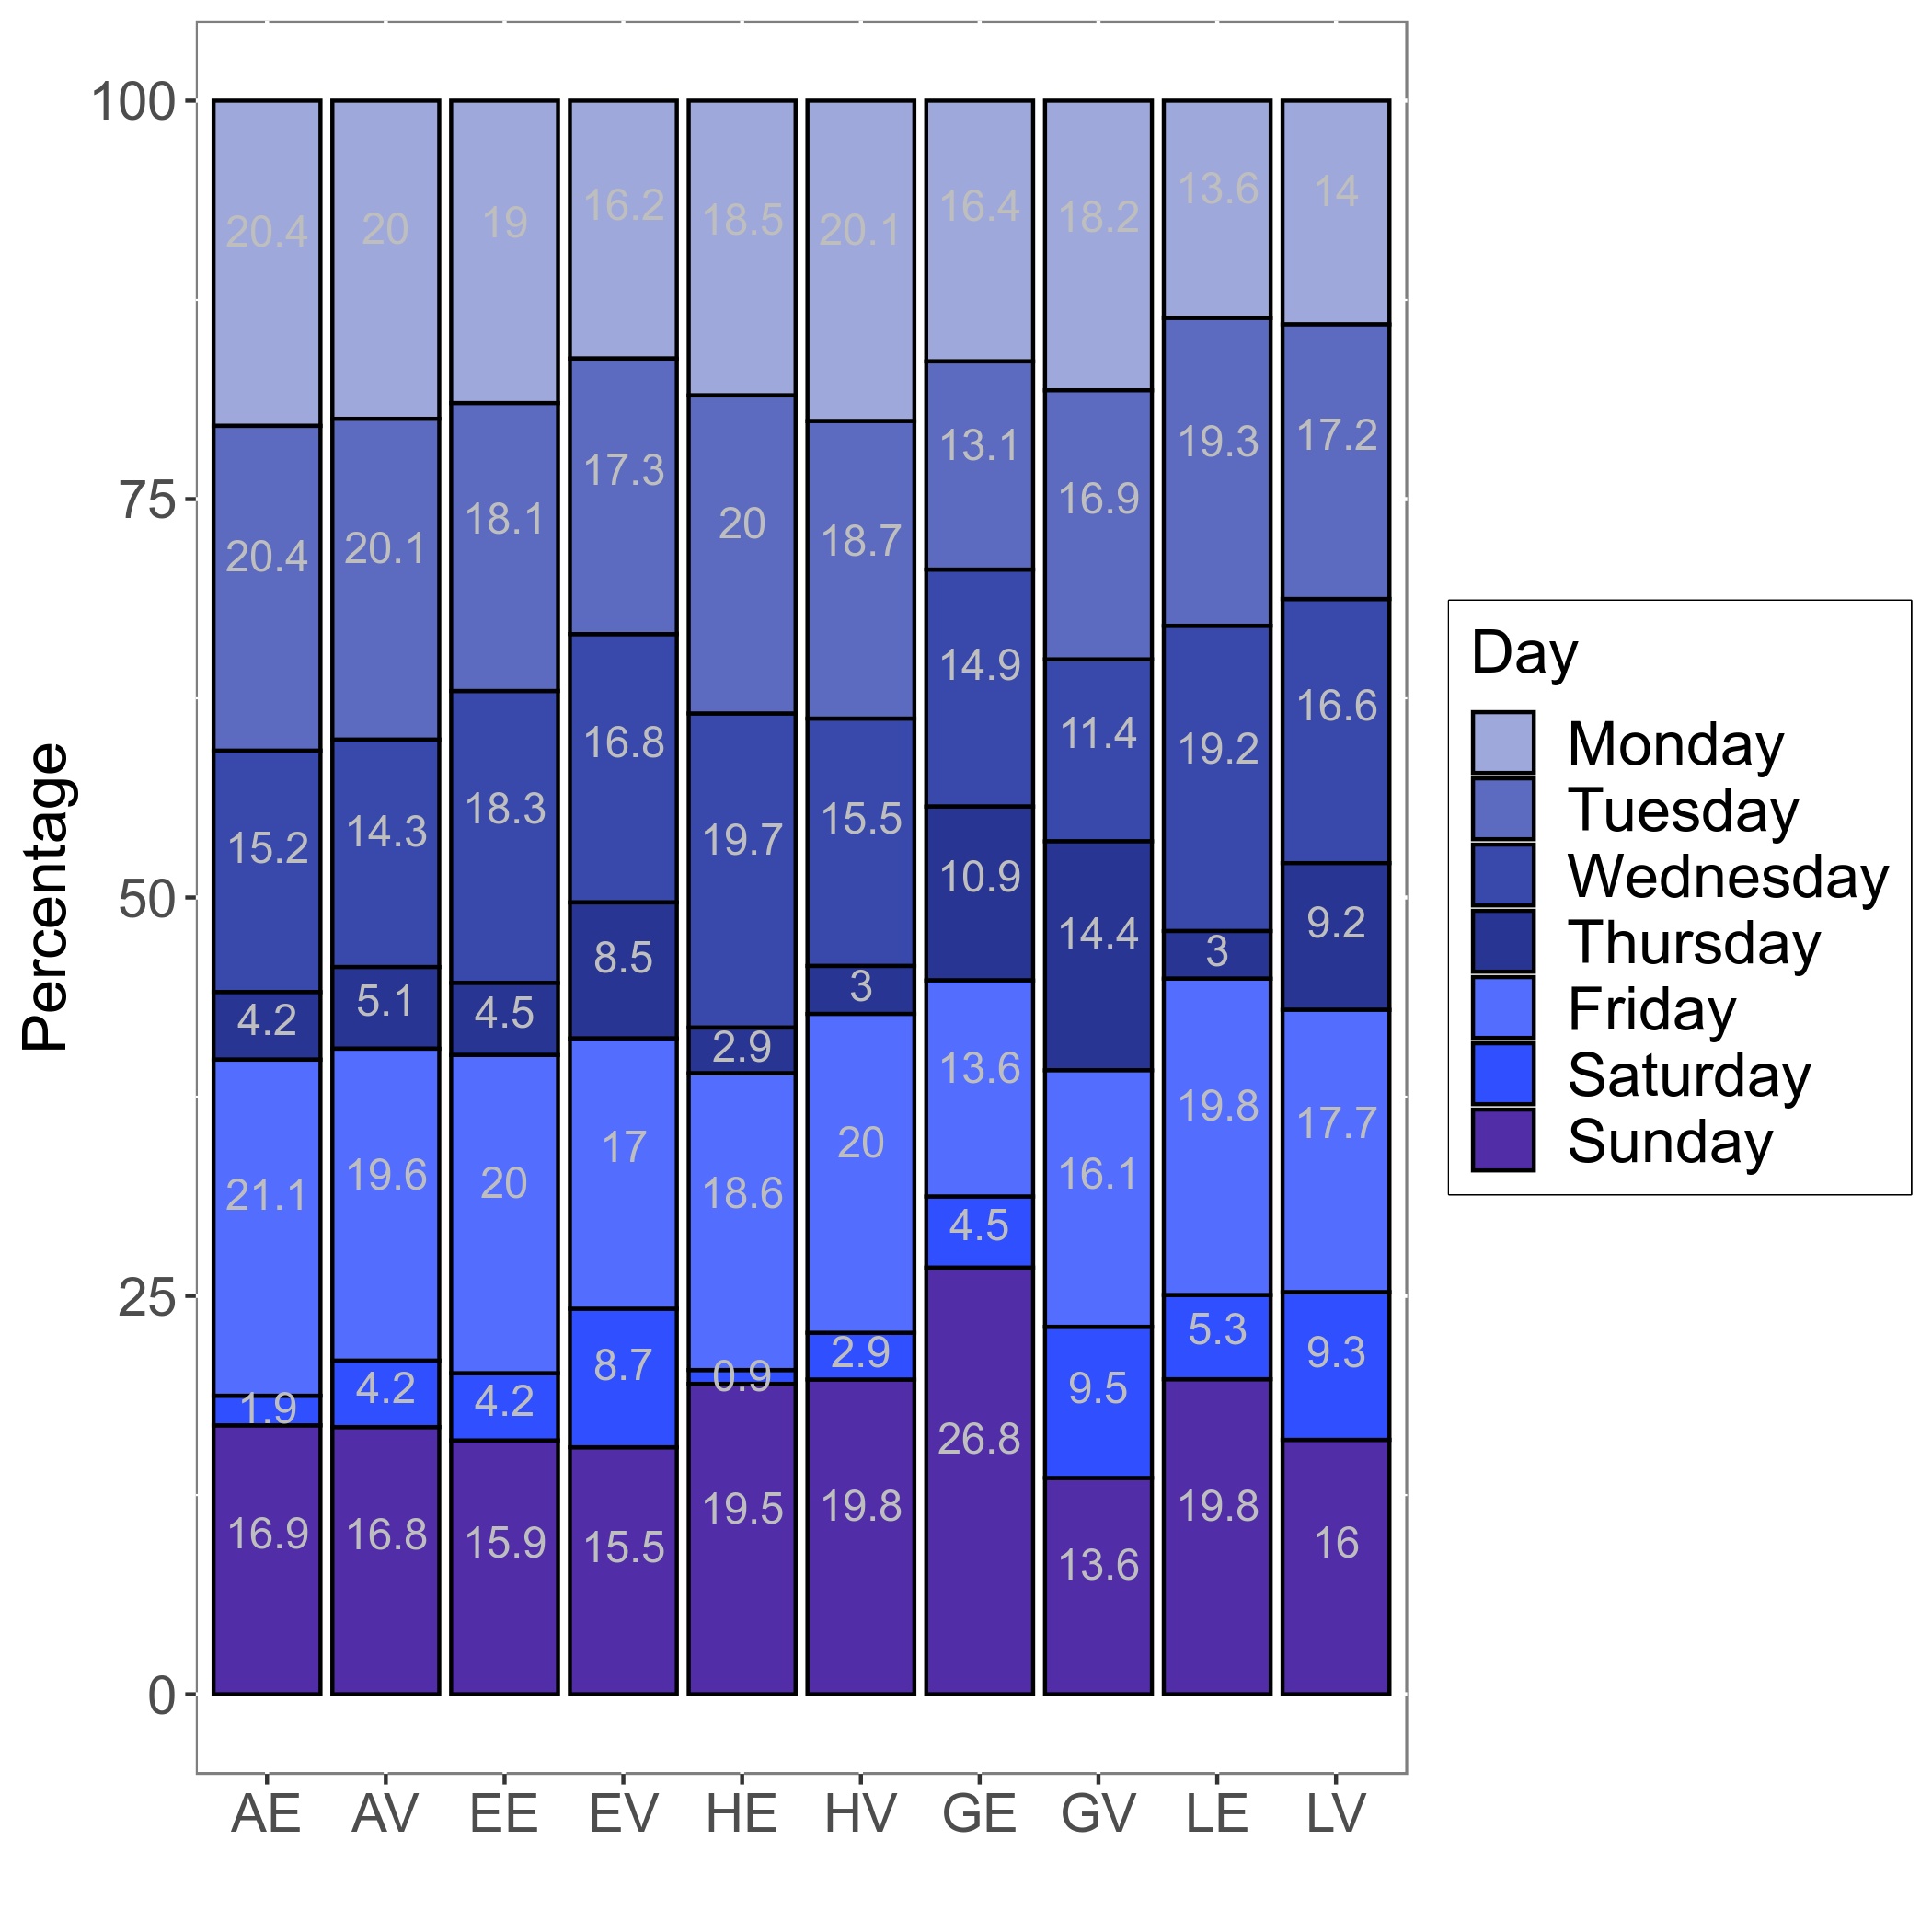 Percentage
100
75
50
25
0
20.4 20 19 16.2 18.5 20.1 16.4 18.2 13.6 14
20.4 20.1 18.1 17.3 20 18.7 13.1 16.9 19.3 17.2
15.2 14.3 18.3 16.8 19.7 15.5 14.9 11.4 19.2 16.6
4.2 5.1 4.5 8.5 2.9 3 10.9 14.4 3 9.2
21.1 19.6 20 17 18.6 20 13.6 16.1 19.8 17.7
1.9 4.2 4.2 8.7 0.9 2.9 4.5 9.5 5.3 9.3
16.9 16.8 15.9 15.5 19.5 19.8 26.8 13.6 19.8 16
AE AV EE EV HE HV GE GV LE LV
Day
Monday
Tuesday
Wednesday
Thursday
Friday
Saturday
Sunday